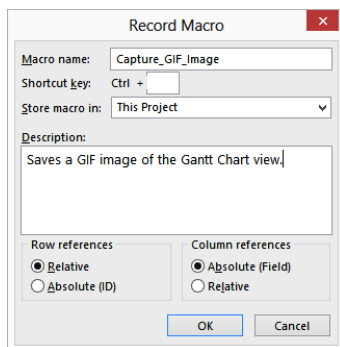 Record Macro
×
Macro name: Capture_GIF_Image
Shortcut key: Ctrl +
Store macro in: This Project
Description:
Saves a GIF image of the Gantt Chart view.
Row references Column references
Relative Absolute (Field)
Absolute (ID) Relative
OK Cancel